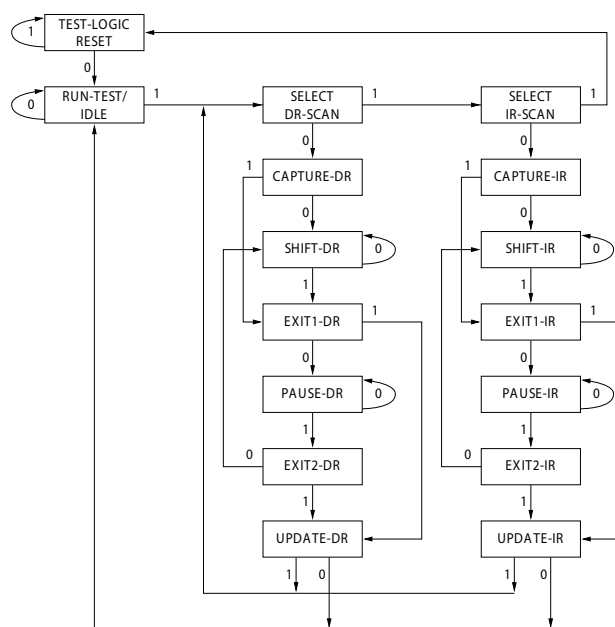 1
TEST-LOGIC
RESET
0
0
RUN-TEST/
IDLE
1
SELECT
DR-SCAN
1
SELECT
IR-SCAN
1
0
0
1
CAPTURE-DR
1
CAPTURE-IR
0
0
SHIFT-DR
0
SHIFT-IR
0
1
1
EXIT1-DR
1
EXIT1-IR
1
0
0
PAUSE-DR
0
PAUSE-IR
0
1
1
0
EXIT2-DR
0
EXIT2-IR
1
1
UPDATE-DR
UPDATE-IR
1
0
1
0